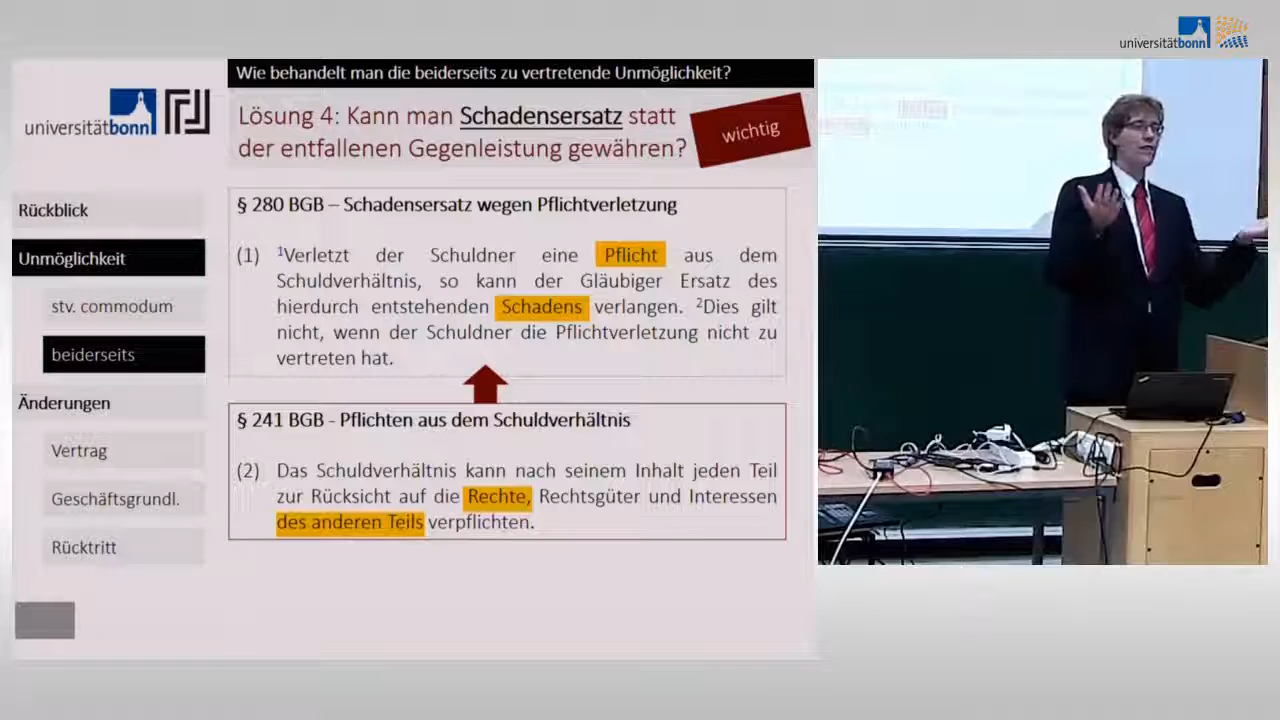 universitätbonn
Wie behandelt man die beiderseits zu vertretende Unmöglichkeit?
universitätbonn
Lösung 4: Kann man Schadensersatz statt
der entfallenen Gegenleistung gewähren?
wichtig
Rückblick
Unmöglichkeit
stv. commodum
beiderseits
Änderungen
Vertrag
Geschäftsgrundl.
Rücktritt
§ 280 BGB – Schadensersatz wegen Pflichtverletzung
(1) ¹Verletzt der Schuldner eine Pflicht aus dem
Schuldverhältnis, so kann der Gläubiger Ersatz des
hierdurch entstehenden Schadens verlangen. ²Dies gilt
nicht, wenn der Schuldner die Pflichtverletzung nicht zu
vertreten hat.
§ 241 BGB - Pflichten aus dem Schuldverhältnis
(2) Das Schuldverhältnis kann nach seinem Inhalt jeden Teil
zur Rücksicht auf die Rechte, Rechtsgüter und Interessen
des anderen Teils verpflichten.